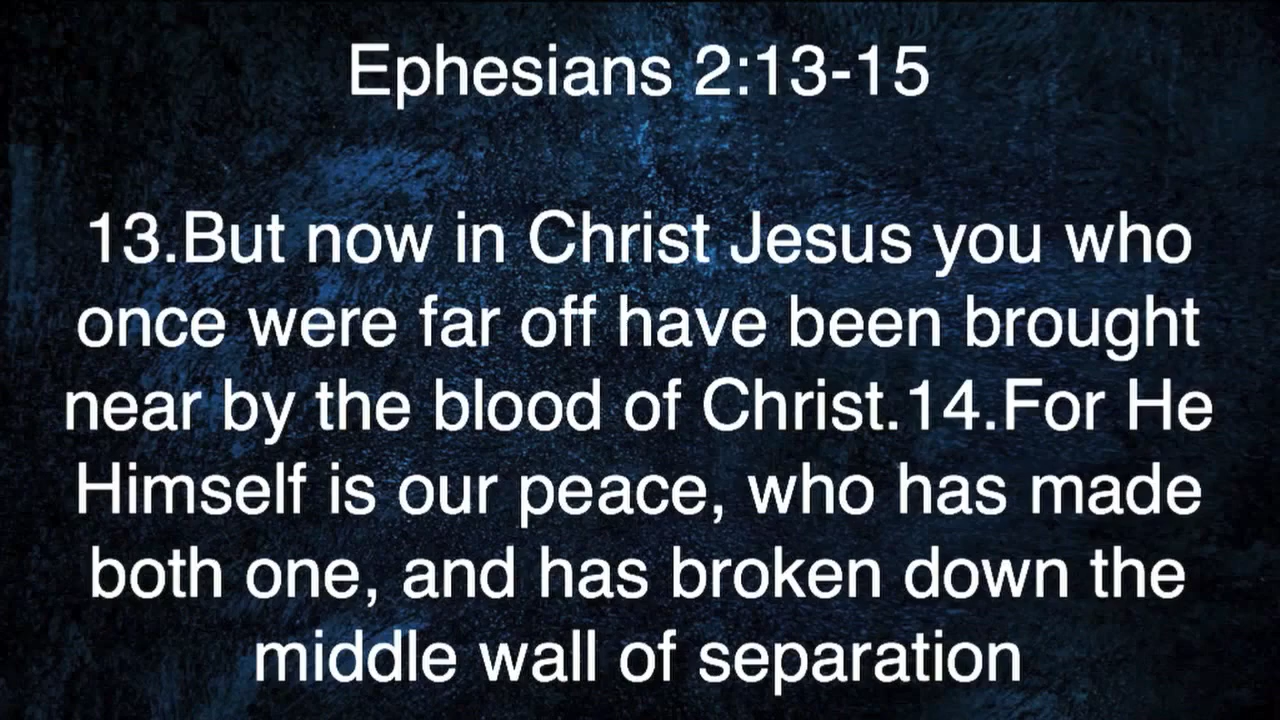 Ephesians 2:13-15
13.But now in Christ Jesus you who
once were far off have been brought
near by the blood of Christ.14.For He
Himself is our peace, who has made
both one, and has broken down the
middle wall of separation